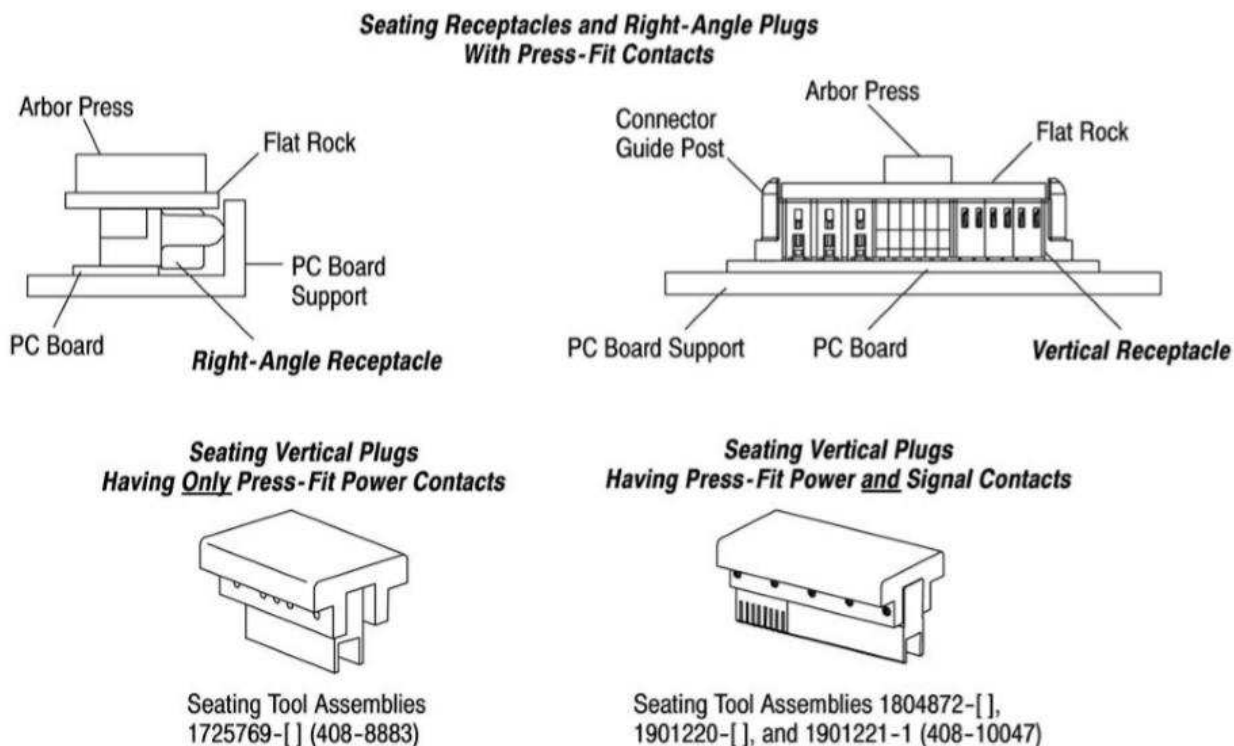 Seating Receptacles and Right-Angle Plugs
With Press-Fit Contacts
Arbor Press
Flat Rock
PC Board
Support
PC Board
Right-Angle Receptacle
Arbor Press
Connector
Guide Post
Flat Rock
PC Board Support
PC Board
Vertical Receptacle
Seating Vertical Plugs
Having Only Press-Fit Power Contacts
Seating Tool Assemblies
1725769-[ ] (408-8883)
Seating Vertical Plugs
Having Press-Fit Power and Signal Contacts
Seating Tool Assemblies 1804872-[ ],
1901220-[ ], and 1901221-1 (408-10047)